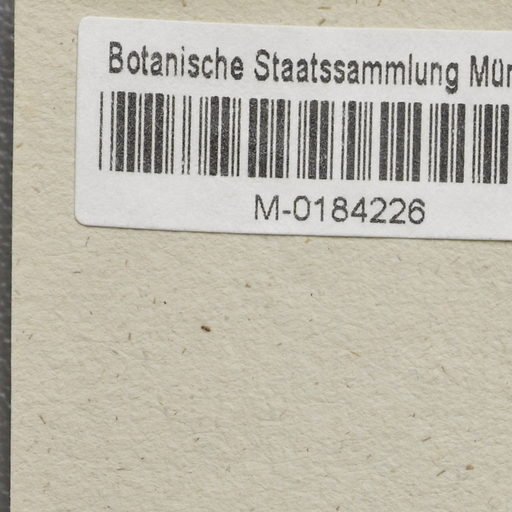 Botanische Staatssammlung Mün
M-0184226